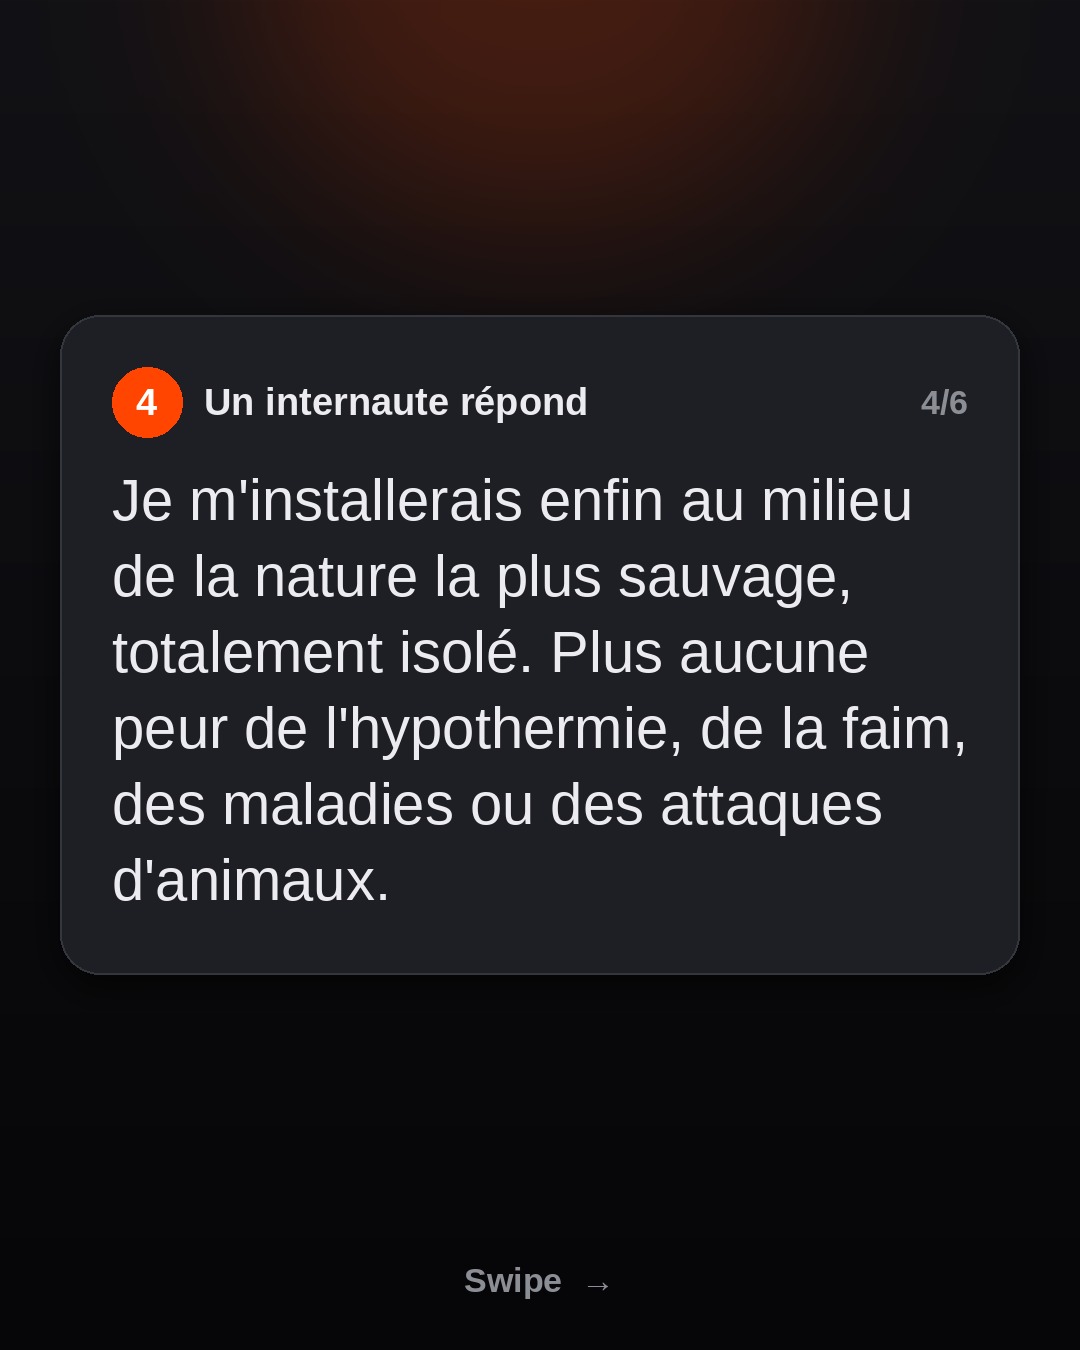 4 Un internaute répond 4/6
Je m'installerais enfin au milieu
de la nature la plus sauvage,
totalement isolé. Plus aucune
peur de l'hypothermie, de la faim,
des maladies ou des attaques
d'animaux.
Swipe →